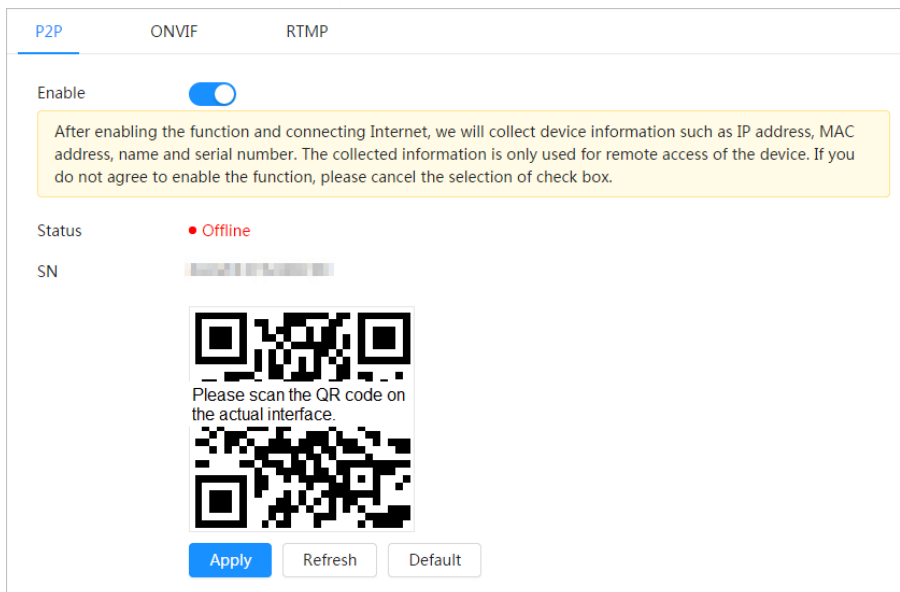 P2P ONVIF RTMP
Enable
After enabling the function and connecting Internet, we will collect device information such as IP address, MAC
address, name and serial number. The collected information is only used for remote access of the device. If you
do not agree to enable the function, please cancel the selection of check box.
Status Offline
SN
Please scan the QR code on
the actual interface.
Apply Refresh Default